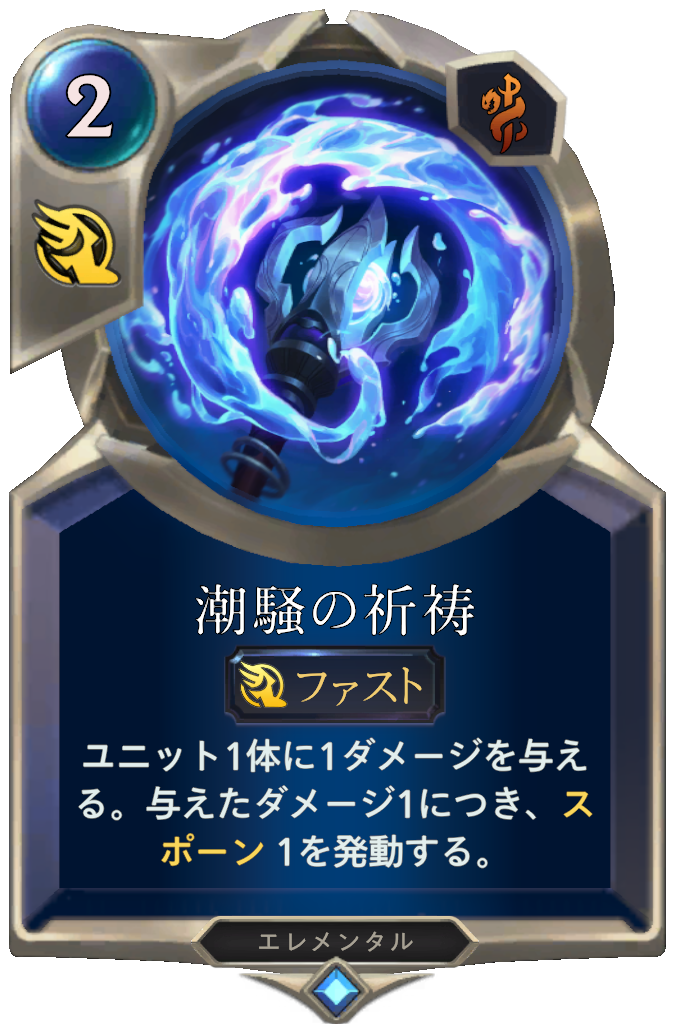 2
潮騒の祈祷
ファスト
ユニット1体に1ダメージを与え
る。与えたダメージ1につき、ス
ポーン 1を発動する。
エレメンタル